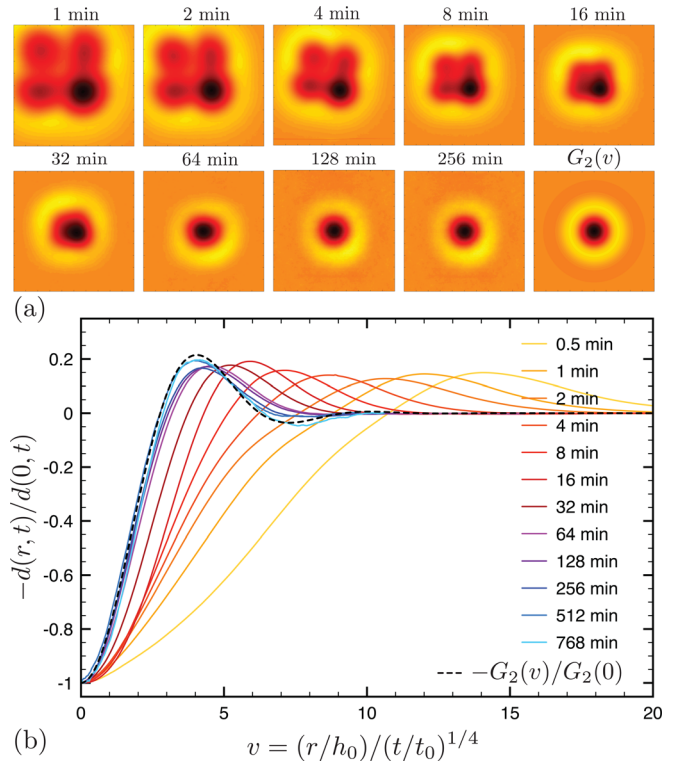 1 min 2 min 4 min 8 min 16 min
32 min 64 min 128 min 256 min G₂(v)
(a)
0.2
0
-0.2
-0.4
-0.6
-0.8
-1
−d(r, t)/d(0, t)
0.5 min
1 min
2 min
4 min
8 min
16 min
32 min
64 min
128 min
256 min
512 min
768 min
−G₂(v)/G₂(0)
0 5 10 15 20
(b)
v = (r/h₀)/(t/t₀)^{1/4}